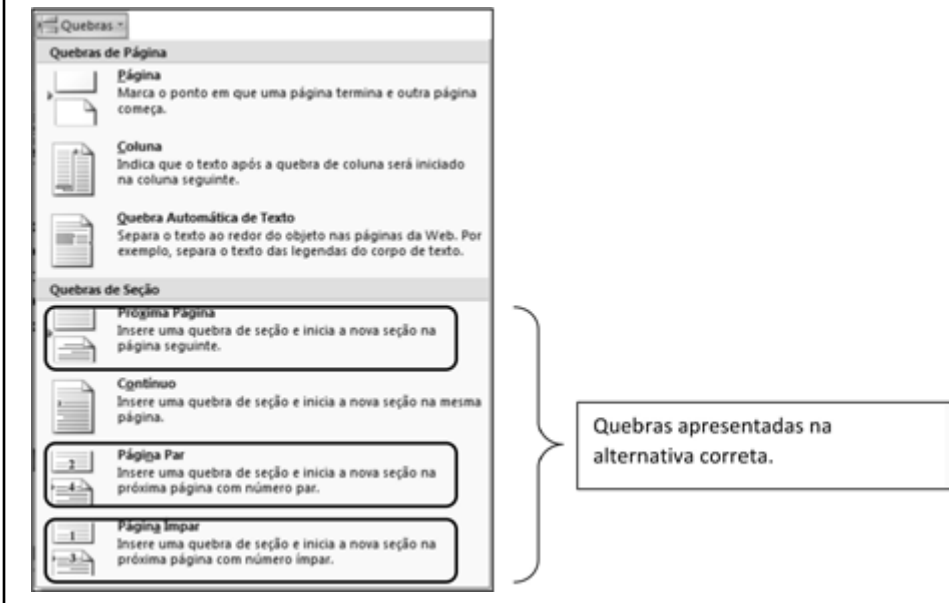 Quebras
Quebras de Página
Página
Marca o ponto em que uma página termina e outra página
começa.
Coluna
Indica que o texto após a quebra de coluna será iniciado
na coluna seguinte.
Quebra Automática de Texto
Separa o texto ao redor do objeto nas páginas da Web. Por
exemplo, separa o texto das legendas do corpo de texto.
Quebras de Seção
Próxima Página
Insere uma quebra de seção e inicia a nova seção na
página seguinte.
Contínuo
Insere uma quebra de seção e inicia a nova seção na mesma
página.
2
4
Página Par
Insere uma quebra de seção e inicia a nova seção na
próxima página com número par.
1
3
Página Ímpar
Insere uma quebra de seção e inicia a nova seção na
próxima página com número ímpar.
Quebras apresentadas na
alternativa correta.